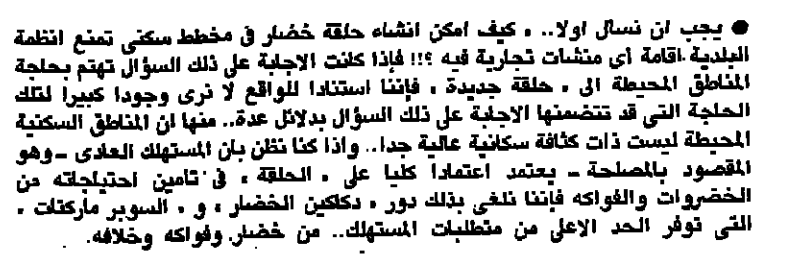 ● يجب ان نسال اولا.. « كيف امكن انشاء حلقة خضار في مخطط سكنى تمنع انظمة
البلدية اقامة أي منشات تجارية فيه ؟!! فإذا كانت الاجابة على ذلك السؤال تهتم بحاجة
المناطق المحيطة الى « حلقة جديدة » فإننا استنادا للواقع لا نرى وجودا كبيرا لتلك
الحاجة التى قد تتضمنها الاجابة على ذلك السؤال بدلائل عدة.. منها ان المناطق السكنية
المحيطة ليست ذات كثافة سكانية عالية جدا.. واذا كنا نظن بان المستهلك العادى ـ وهو
المقصود بالمصلحة ـ يعتمد اعتمادا كليا على « الحلقة » في تامين احتياجاته من
الخضروات والفواكه فإننا نلغى بذلك دور « دكاكين الخضار » و « السوبر ماركتات »
التى توفر الحد الاعلى من متطلبات المستهلك.. من خضار وفواكه وخلافه.